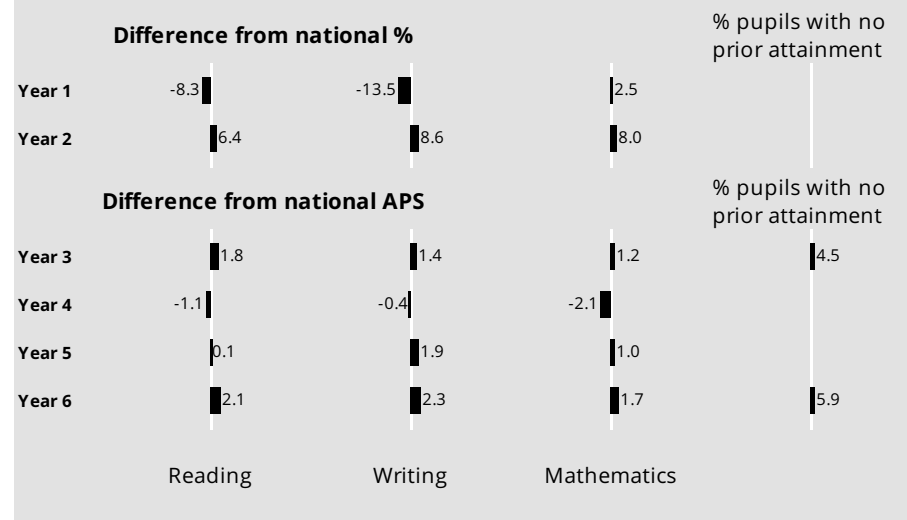 Difference from national %
% pupils with no
prior attainment
Year 1 -8.3 -13.5 2.5
Year 2 6.4 8.6 8.0
Difference from national APS
% pupils with no
prior attainment
Year 3 1.8 1.4 1.2 4.5
Year 4 -1.1 -0.4 -2.1
Year 5 0.1 1.9 1.0
Year 6 2.1 2.3 1.7 5.9
Reading Writing Mathematics